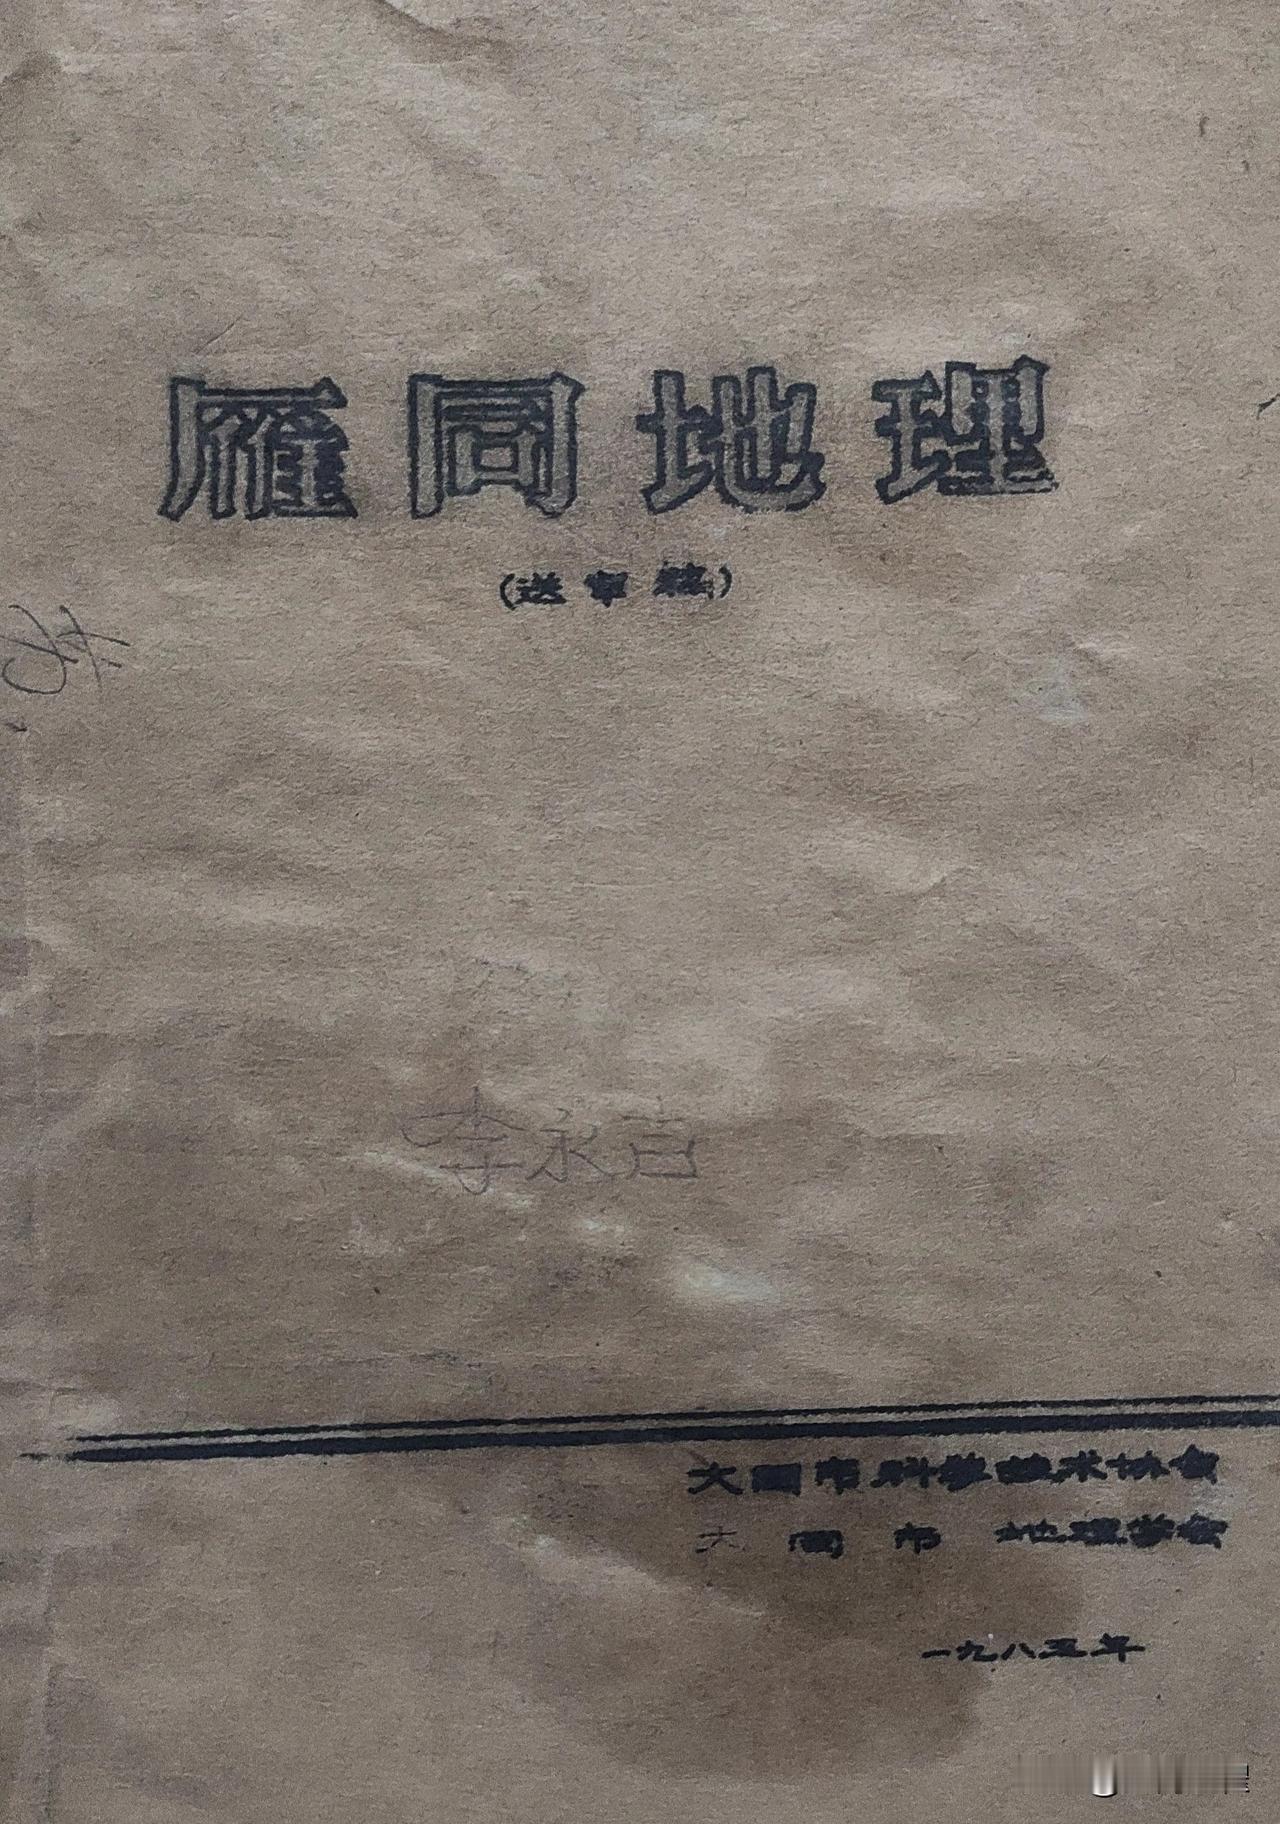 雁同地理
(送审稿)
李永吉
大同市科学技术协会
大同市地理学会
一九八五年